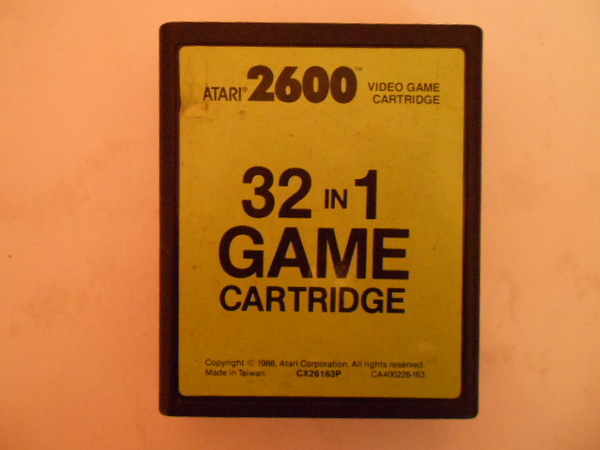 ATARI® 2600™ VIDEO GAME
CARTRIDGE
32 IN 1
GAME
CARTRIDGE
Copyright © 1988, Atari Corporation. All rights reserved.
Made in Taiwan. CX26163P CA400226-163